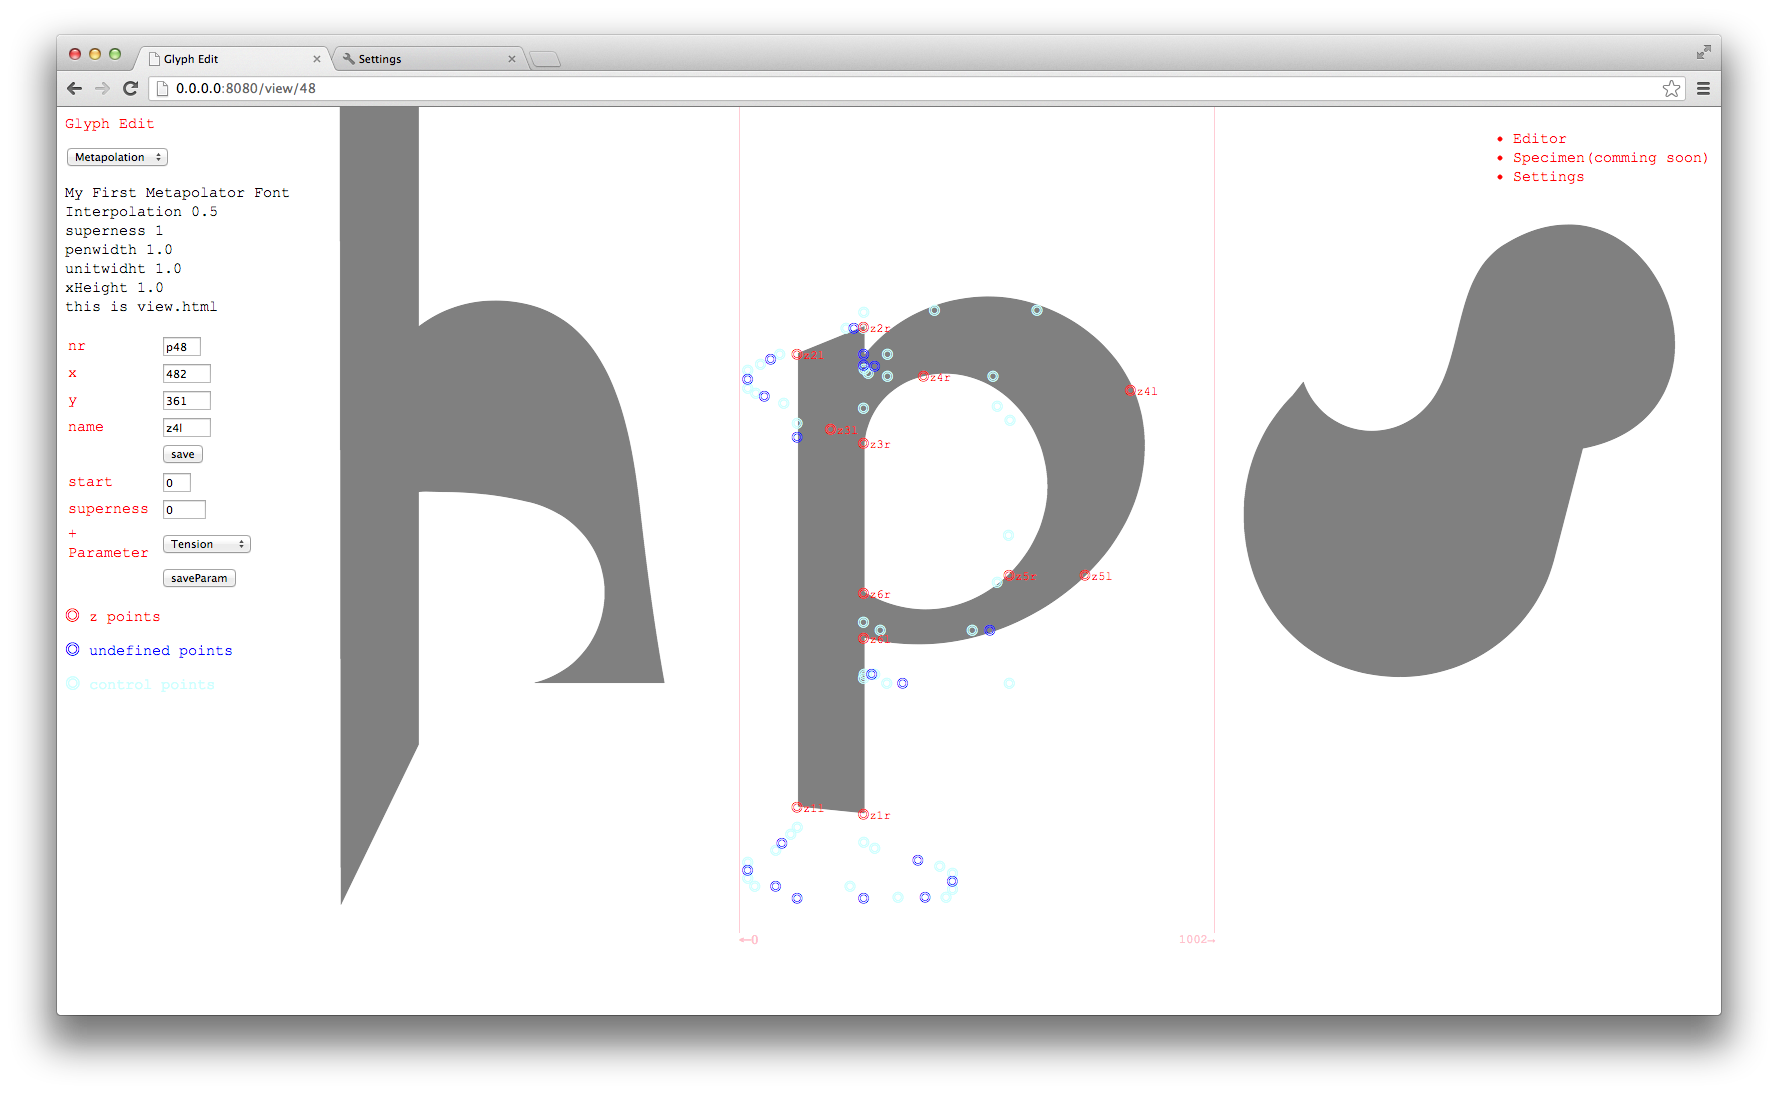 Glyph Edit
Settings
0.0.0.0:8080/view/48
Glyph Edit
Metapolation
My First Metapolator Font
Interpolation 0.5
superness 1
penwidth 1.0
unitwidht 1.0
xHeight 1.0
this is view.html
nr p48
x 482
y 361
name z4l
save
start 0
superness 0
+
Parameter Tension
saveParam
z points
undefined points
control points
z2r
z2l
z4r
z4l
z3l
z3r
z5r
z5l
z6r
z6l
z1l
z1r
←0
1002→
Editor
Specimen(comming soon)
Settings